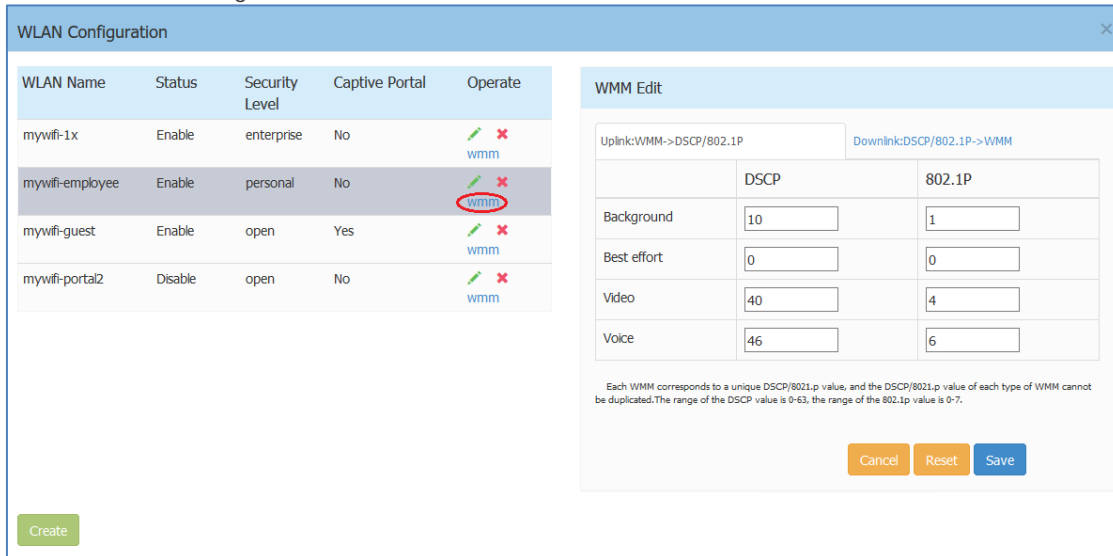 WLAN Configuration
×
WLAN Name Status Security Level Captive Portal Operate
mywifi-1x Enable enterprise No
wmm
mywifi-employee Enable personal No
wmm
mywifi-guest Enable open Yes
wmm
mywifi-portal2 Disable open No
wmm
Create
WMM Edit
Uplink:WMM->DSCP/802.1P Downlink:DSCP/802.1P->WMM
DSCP 802.1P
Background 10 1
Best effort 0 0
Video 40 4
Voice 46 6
Each WMM corresponds to a unique DSCP/8021.p value, and the DSCP/8021.p value of each type of WMM cannot
be duplicated.The range of the DSCP value is 0-63, the range of the 802.1p value is 0-7.
Cancel Reset Save